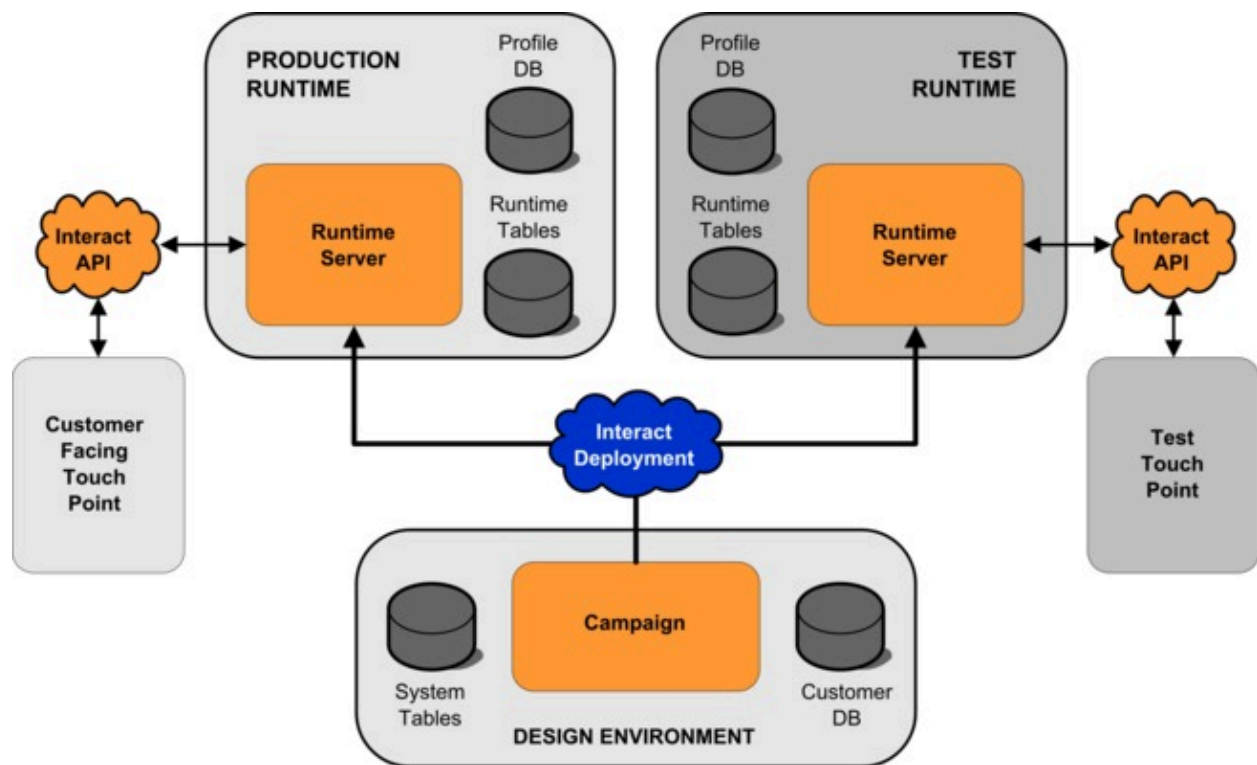 PRODUCTION
RUNTIME
Profile
DB
Runtime
Server
Runtime
Tables
Profile
DB
TEST
RUNTIME
Runtime
Tables
Runtime
Server
Interact
API
Interact
API
Customer
Facing
Touch
Point
Interact
Deployment
Test
Touch
Point
Campaign
System
Tables
Customer
DB
DESIGN ENVIRONMENT